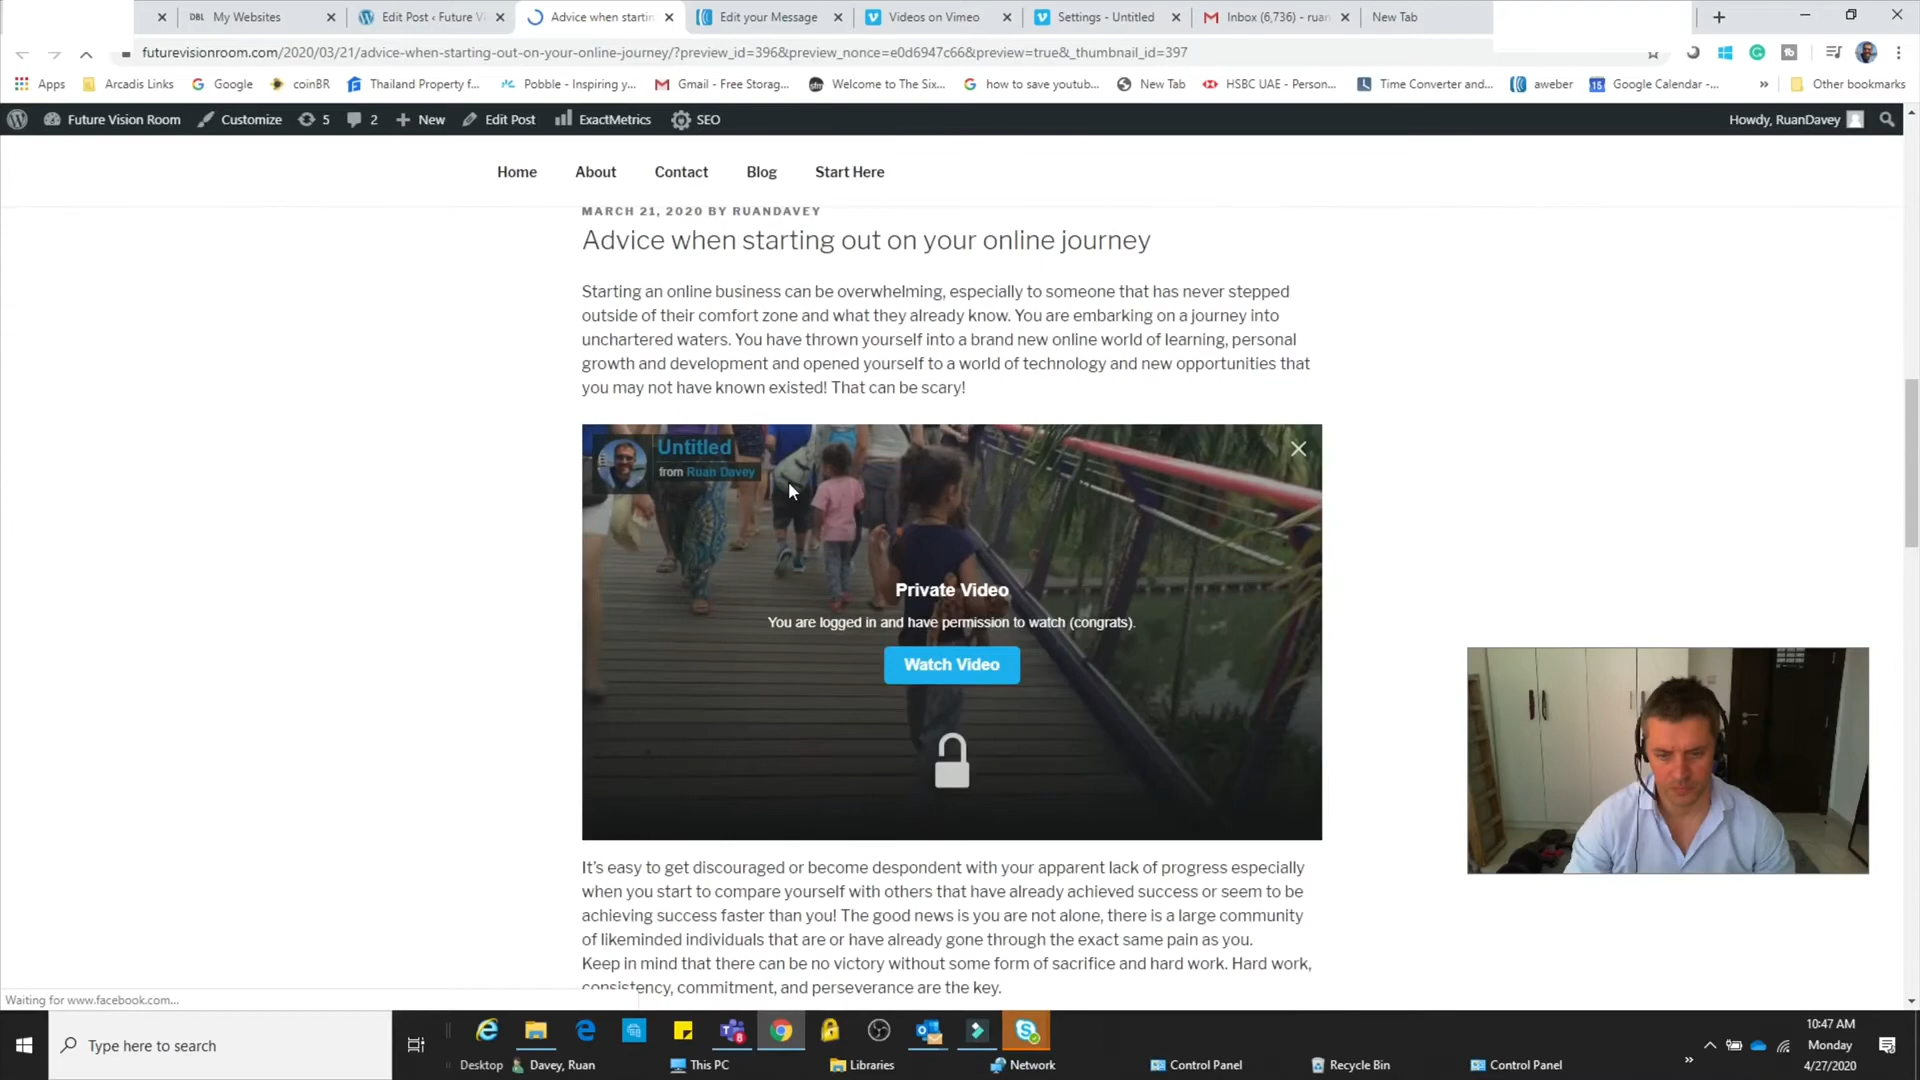 DBL My Websites
Edit Post ‹ Future Vi
Advice when startin
Edit your Message
Videos on Vimeo
Settings - Untitled
Inbox (6,736) - ruan
New Tab
futurevisionroom.com/2020/03/21/advice-when-starting-out-on-your-online-journey/?preview_id=396&preview_nonce=e0d6947c66&preview=true&_thumbnail_id=397
Apps
Arcadis Links
Google
coinBR
Thailand Property f...
Pobble - Inspiring y...
Gmail - Free Storag...
Welcome to The Six...
how to save youtub...
New Tab
HSBC UAE - Person...
Time Converter and...
aweber
Google Calendar -...
»
Other bookmarks
Future Vision Room
Customize
5
2
New
Edit Post
ExactMetrics
SEO
Howdy, RuanDavey
Home
About
Contact
Blog
Start Here
MARCH 21, 2020 BY RUANDAVEY
Advice when starting out on your online journey
Starting an online business can be overwhelming, especially to someone that has never stepped
outside of their comfort zone and what they already know. You are embarking on a journey into
unchartered waters. You have thrown yourself into a brand new online world of learning, personal
growth and development and opened yourself to a world of technology and new opportunities that
you may not have known existed! That can be scary!
Untitled
from Ruan Davey
Private Video
You are logged in and have permission to watch (congrats).
Watch Video
It's easy to get discouraged or become despondent with your apparent lack of progress especially
when you start to compare yourself with others that have already achieved success or seem to be
achieving success faster than you! The good news is you are not alone, there is a large community
of likeminded individuals that are or have already gone through the exact same pain as you.
Keep in mind that there can be no victory without some form of sacrifice and hard work. Hard work,
consistency, commitment, and perseverance are the key.
Waiting for www.facebook.com...
Type here to search
Desktop
Davey, Ruan
This PC
Libraries
Network
Control Panel
Recycle Bin
Control Panel
»
10:47 AM
Monday
4/27/2020